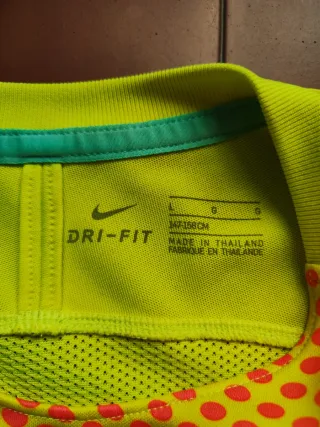 DRI-FIT
L G G
147-158CM
MADE IN THAILAND
FABRIQUE EN THAILANDE